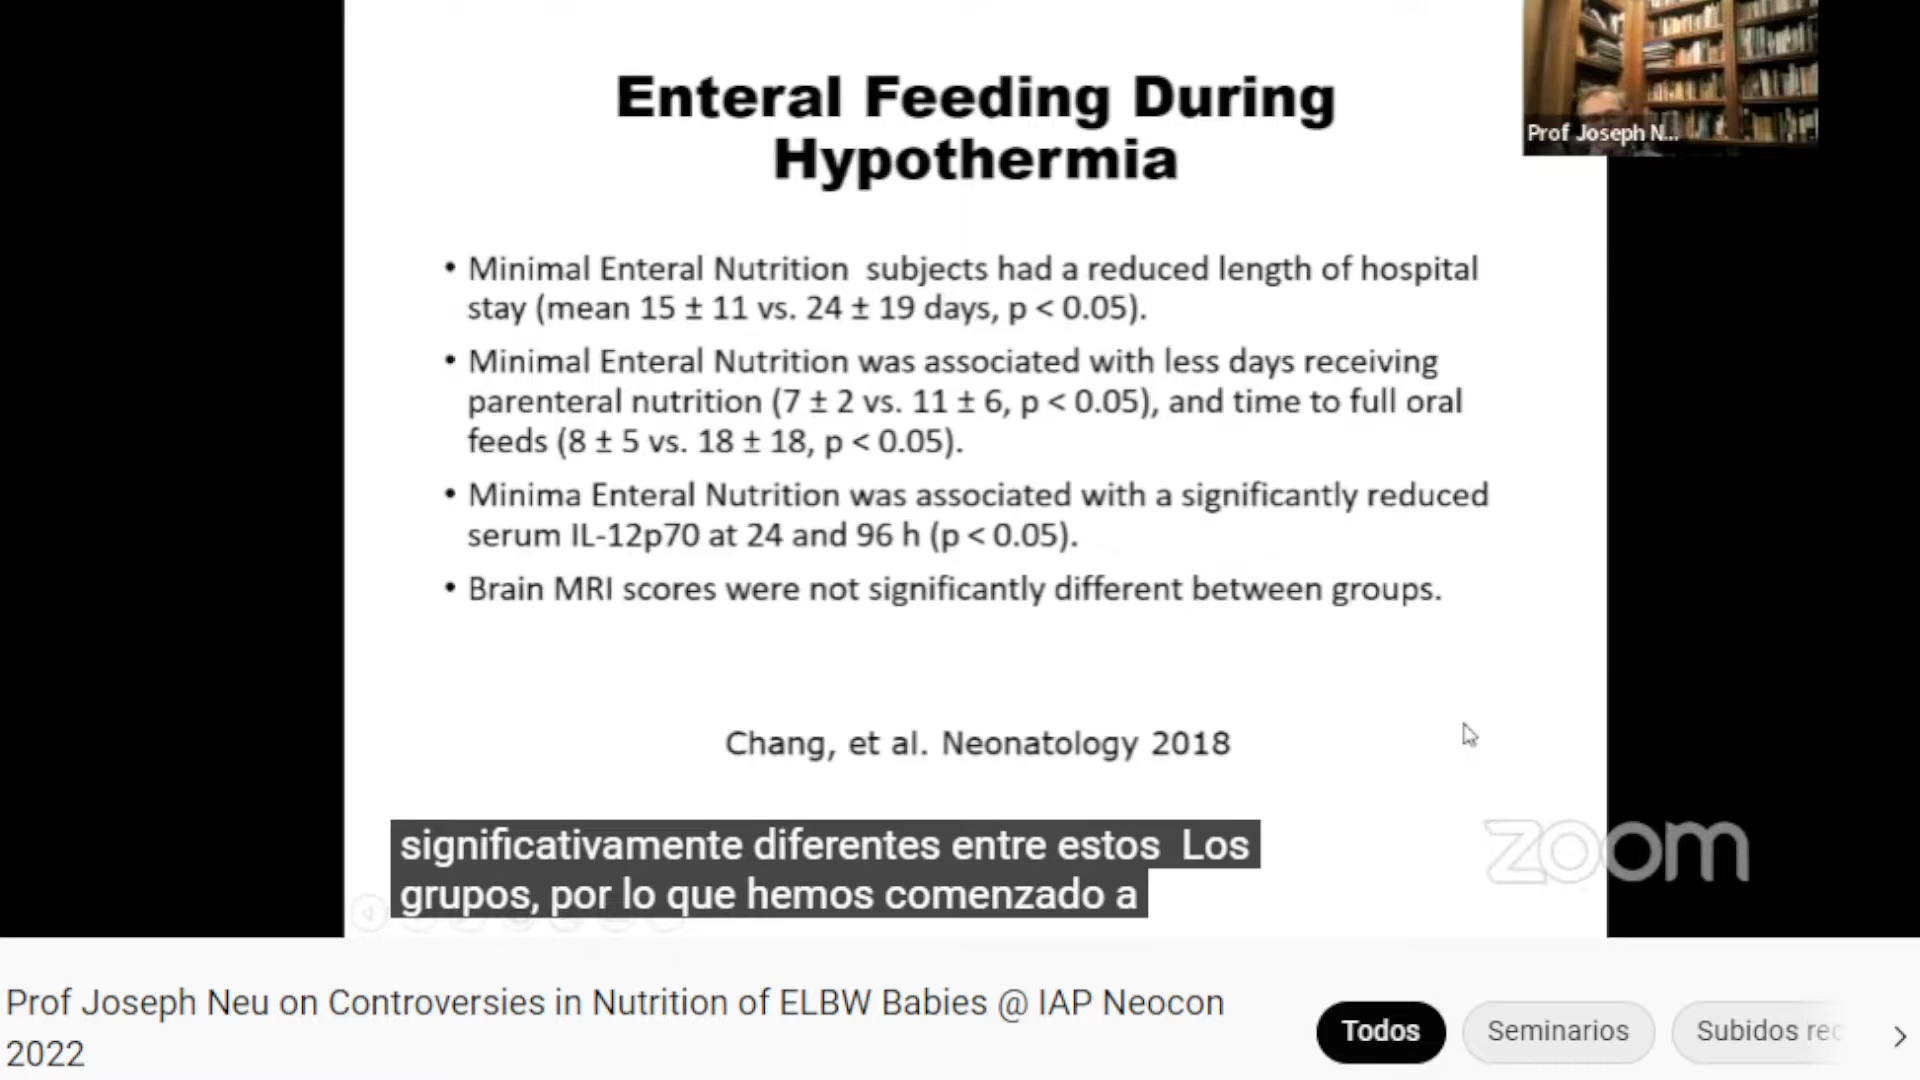 Enteral Feeding During
Hypothermia
Prof Joseph N...
• Minimal Enteral Nutrition subjects had a reduced length of hospital
stay (mean 15 ± 11 vs. 24 ± 19 days, p < 0.05).
• Minimal Enteral Nutrition was associated with less days receiving
parenteral nutrition (7 ± 2 vs. 11 ± 6, p < 0.05), and time to full oral
feeds (8 ± 5 vs. 18 ± 18, p < 0.05).
• Minima Enteral Nutrition was associated with a significantly reduced
serum IL-12p70 at 24 and 96 h (p < 0.05).
• Brain MRI scores were not significantly different between groups.
Chang, et al. Neonatology 2018
significativamente diferentes entre estos Los
grupos, por lo que hemos comenzado a
zoom
Prof Joseph Neu on Controversies in Nutrition of ELBW Babies @ IAP Neocon
2022
Todos
Seminarios
Subidos rec